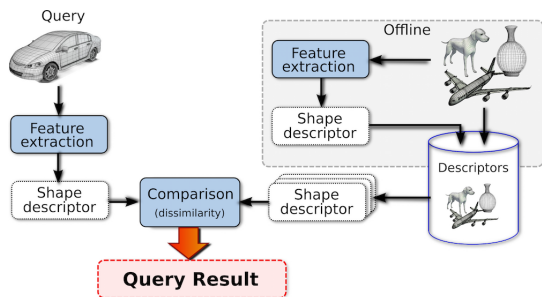 Query
Offline
Feature
extraction
Shape
descriptor
Feature
extraction
Shape
descriptor
Descriptors
Comparison
(dissimilarity)
Shape
descriptor
Query Result